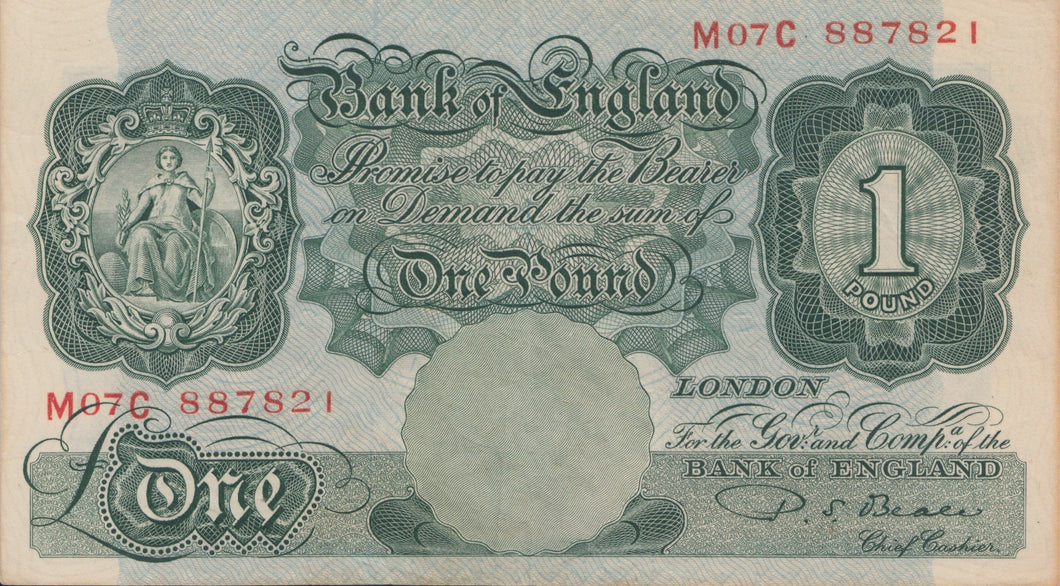 M07C 887821
Bank of England
Promise to pay the Bearer
on Demand the sum of
One Pound
1
POUND
M07C 887821
LONDON
For the Govr. and Compa. of the
BANK of ENGLAND
£One
P. S. Beale
Chief Cashier.